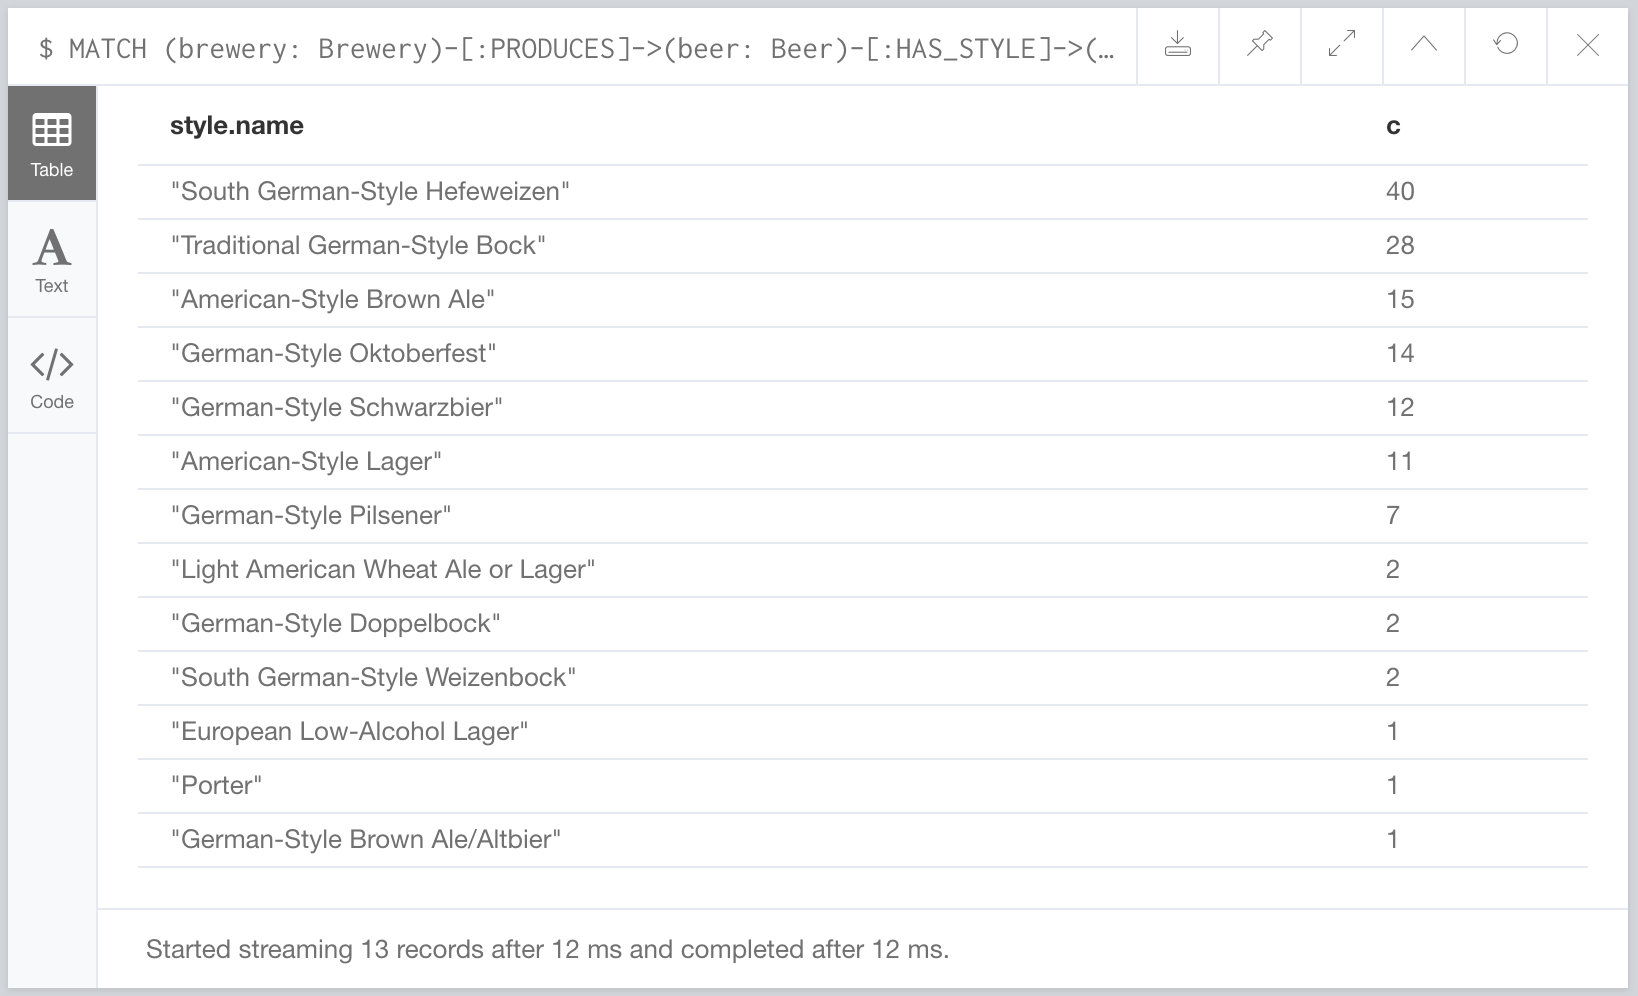 $ MATCH (brewery: Brewery)-[:PRODUCES]->(beer: Beer)-[:HAS_STYLE]->(…
Table
Text
Code
style.name c
"South German-Style Hefeweizen" 40
"Traditional German-Style Bock" 28
"American-Style Brown Ale" 15
"German-Style Oktoberfest" 14
"German-Style Schwarzbier" 12
"American-Style Lager" 11
"German-Style Pilsener" 7
"Light American Wheat Ale or Lager" 2
"German-Style Doppelbock" 2
"South German-Style Weizenbock" 2
"European Low-Alcohol Lager" 1
"Porter" 1
"German-Style Brown Ale/Altbier" 1
Started streaming 13 records after 12 ms and completed after 12 ms.